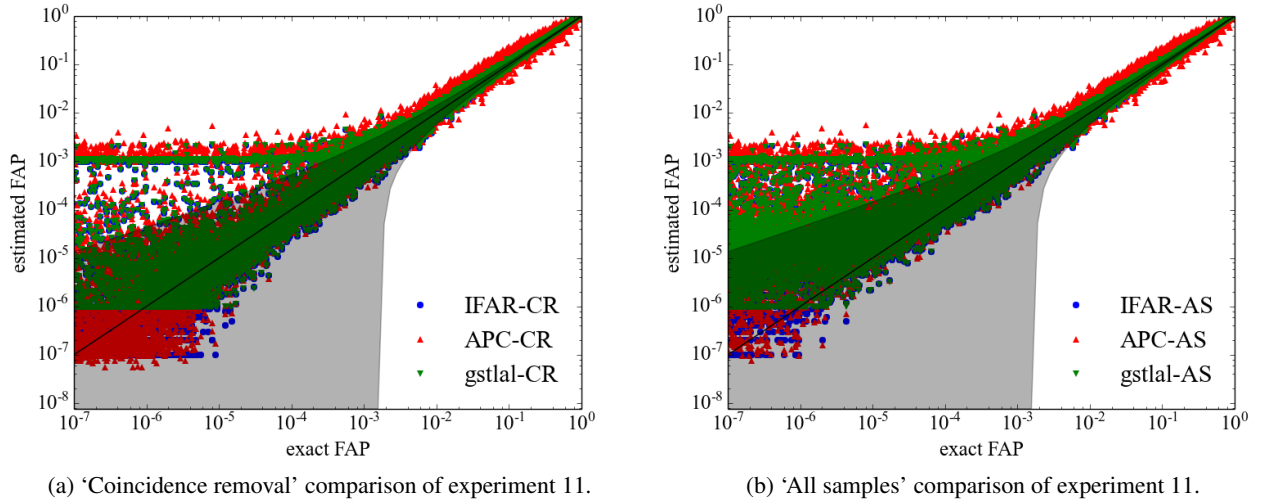 10^0
10^-1
10^-2
10^-3
10^-4
10^-5
10^-6
10^-7
10^-8
estimated FAP
IFAR-CR
APC-CR
gstlal-CR
10^-7 10^-6 10^-5 10^-4 10^-3 10^-2 10^-1 10^0
exact FAP
(a) ‘Coincidence removal’ comparison of experiment 11.
10^0
10^-1
10^-2
10^-3
10^-4
10^-5
10^-6
10^-7
10^-8
estimated FAP
IFAR-AS
APC-AS
gstlal-AS
10^-7 10^-6 10^-5 10^-4 10^-3 10^-2 10^-1 10^0
exact FAP
(b) ‘All samples’ comparison of experiment 11.